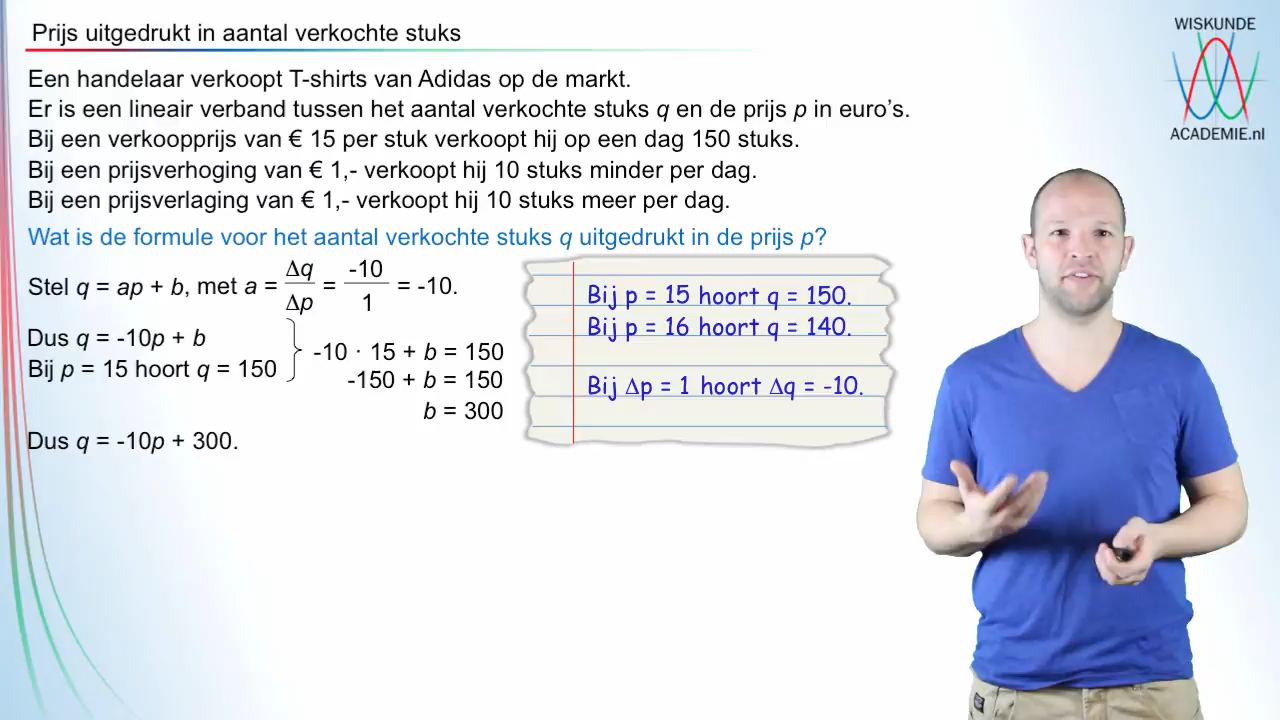 Prijs uitgedrukt in aantal verkochte stuks
WISKUNDE
ACADEMIE.nl
Een handelaar verkoopt T-shirts van Adidas op de markt.
Er is een lineair verband tussen het aantal verkochte stuks q en de prijs p in euro’s.
Bij een verkoopprijs van € 15 per stuk verkoopt hij op een dag 150 stuks.
Bij een prijsverhoging van € 1,- verkoopt hij 10 stuks minder per dag.
Bij een prijsverlaging van € 1,- verkoopt hij 10 stuks meer per dag.
Wat is de formule voor het aantal verkochte stuks q uitgedrukt in de prijs p?
Stel q = ap + b, met a = Δq/Δp = -10/1 = -10.
Dus q = -10p + b
Bij p = 15 hoort q = 150
-10 · 15 + b = 150
-150 + b = 150
b = 300
Dus q = -10p + 300.
Bij p = 15 hoort q = 150.
Bij p = 16 hoort q = 140.
Bij Δp = 1 hoort Δq = -10.